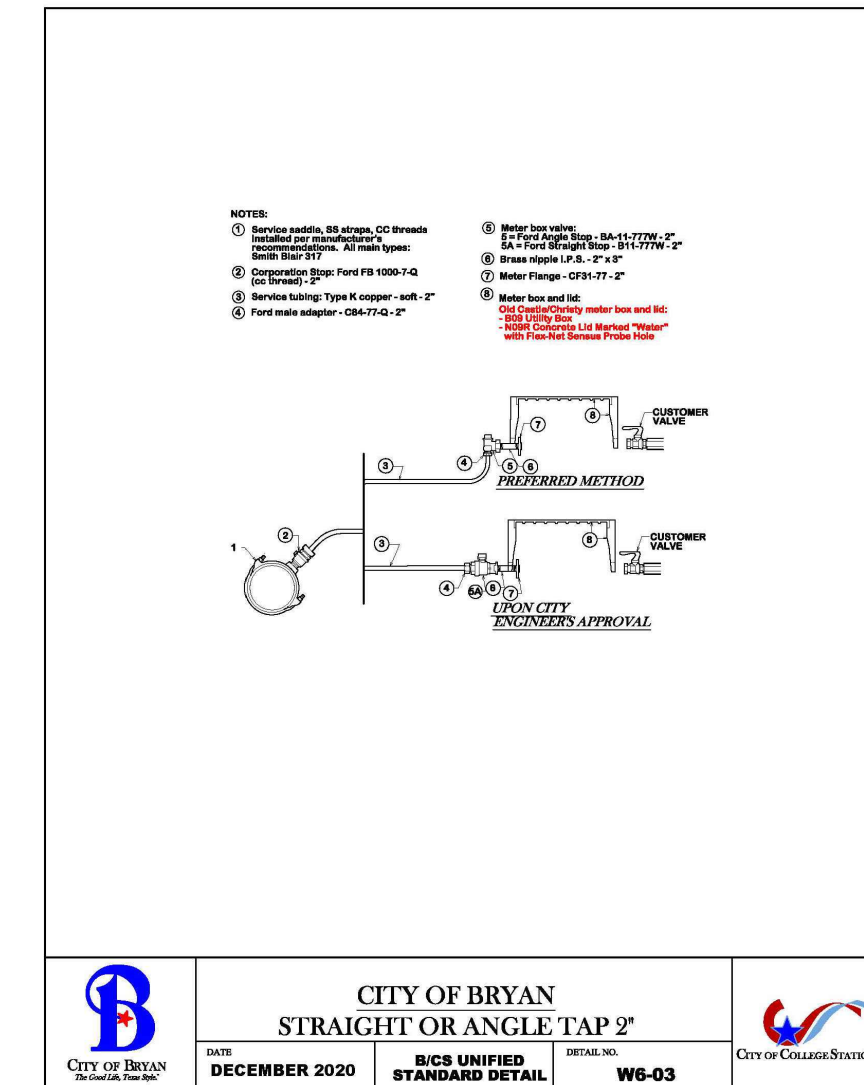 NOTES:
1 Service saddle, SS straps, CC threads
installed per manufacturer's
recommendations. All main types:
Smith Blair 317
2 Corporation Stop: Ford FB 1000-7-Q
(cc thread) - 2"
3 Service tubing: Type K copper - soft - 2"
4 Ford male adapter - C84-77-Q - 2"
5 Meter box valve:
5 = Ford Angle Stop - BA-11-777W - 2"
5A = Ford Straight Stop - B11-777W - 2"
6 Brass nipple I.P.S. - 2" x 3"
7 Meter Flange - CF31-77 - 2"
8 Meter box and lid:
Old Castle/Christy meter box and lid:
- B09 Utility Box
- N09R Concrete Lid Marked "Water"
with Flex-Net Sensus Probe Hole
8
CUSTOMER
VALVE
7
3
4
5
6
PREFERRED METHOD
1
2
3
8
CUSTOMER
VALVE
4
5A
6
7
UPON CITY
ENGINEER'S APPROVAL
B
CITY OF BRYAN
The Good Life, Texas Style.™
CITY OF BRYAN
STRAIGHT OR ANGLE TAP 2"
DATE
DECEMBER 2020
B/CS UNIFIED
STANDARD DETAIL
DETAIL NO.
W6-03
CITY OF COLLEGE STATIO